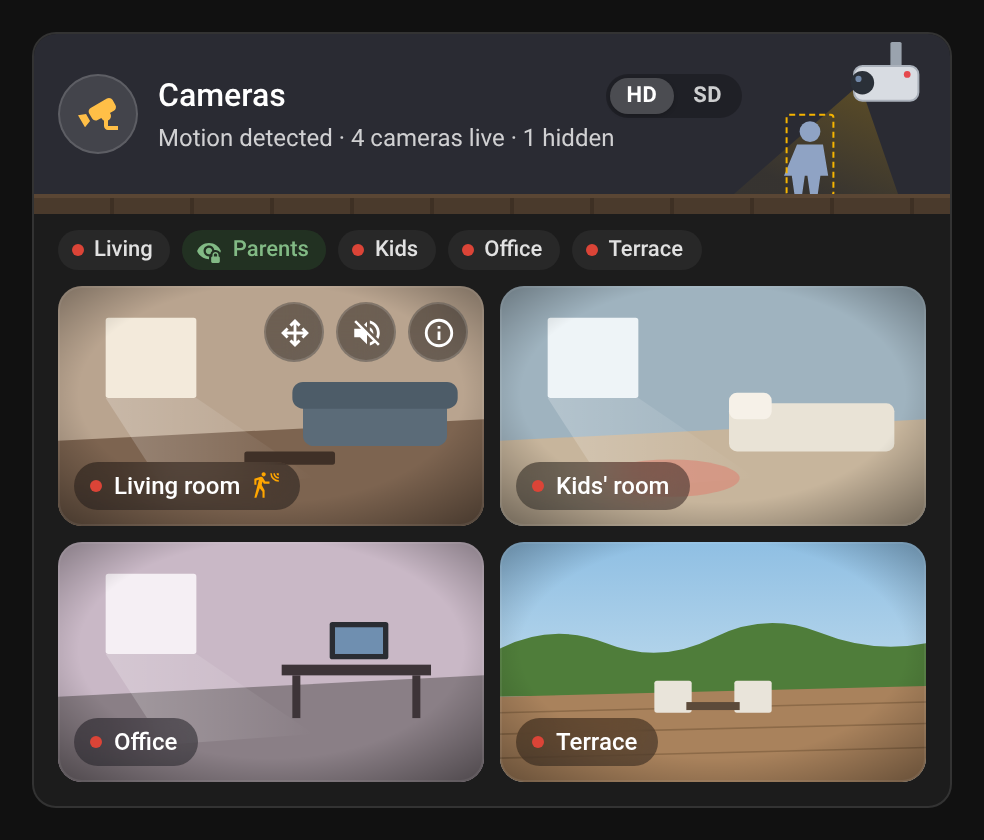 Cameras
HD SD
Motion detected · 4 cameras live · 1 hidden
Living
Parents
Kids
Office
Terrace
Living room
Kids' room
Office
Terrace